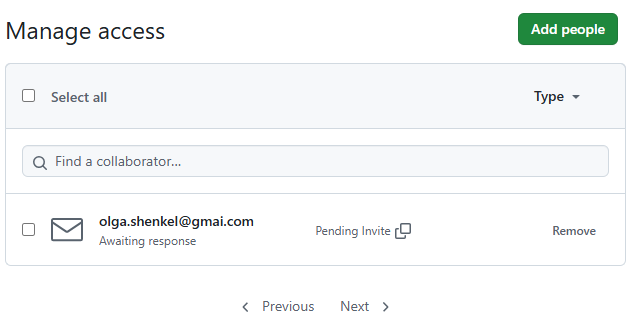 Manage access
Add people
Select all
Type
Find a collaborator...
olga.shenkel@gmai.com
Awaiting response
Pending Invite
Remove
Previous Next